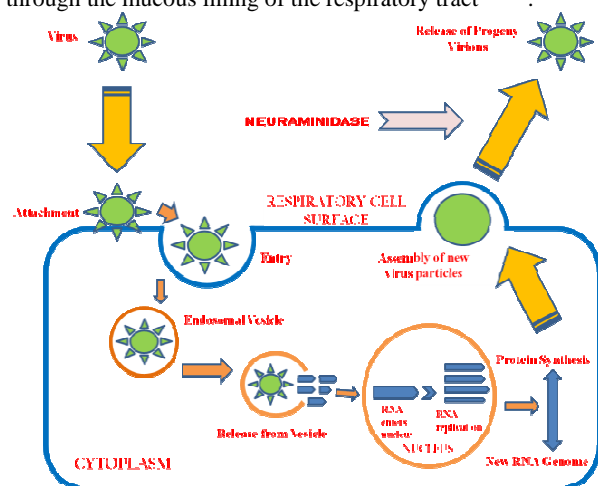 through the mucous lining of the respiratory tract
Virus
Release of Progeny
Virions
NEURAMINIDASE
Attachment
RESPIRATORY CELL
SURFACE
Entry
Assembly of new
virus particles
Endosomal Vesicle
Release from Vesicle
RNA
enters
RNA
replication
NUCLEUS
Protein Synthesis
New RNA Genome
CYTOPLASM